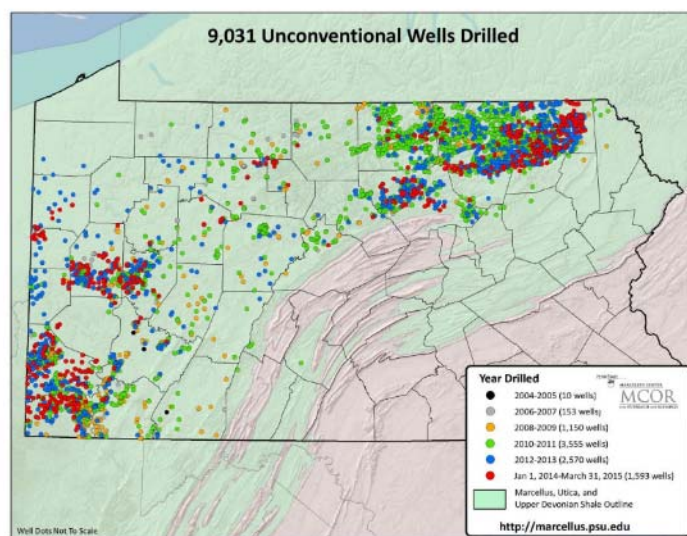 9,031 Unconventional Wells Drilled
Year Drilled
2004-2005 (10 wells)
2006-2007 (153 wells)
2008-2009 (1,150 wells)
2010-2011 (3,555 wells)
2012-2013 (2,570 wells)
Jan 1, 2014-March 31, 2015 (1,593 wells)
Marcellus, Utica, and
Upper Devonian Shale Outline
MARCELLUS CENTER
MCOR
http://marcellus.psu.edu
Well Dots Not To Scale